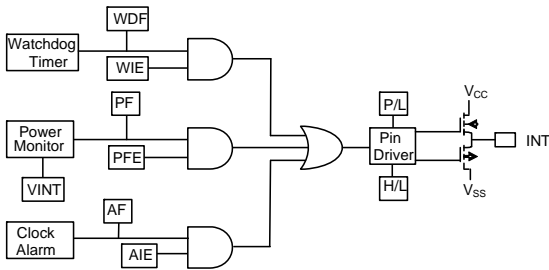 WDF
Watchdog
Timer
WIE
PF
P/L
VCC
Power
Monitor
PFE
Pin
Driver
INT
VINT
H/L
VSS
AF
Clock
Alarm
AIE